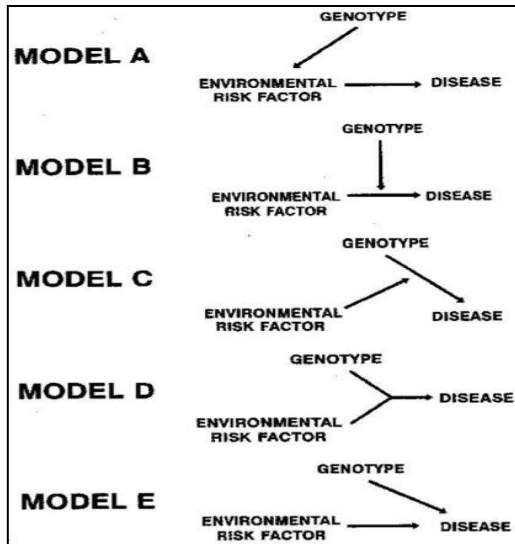 GENOTYPE
MODEL A
ENVIRONMENTAL
RISK FACTOR
DISEASE
GENOTYPE
MODEL B
ENVIRONMENTAL
RISK FACTOR
DISEASE
GENOTYPE
MODEL C
ENVIRONMENTAL
RISK FACTOR
DISEASE
GENOTYPE
MODEL D
DISEASE
ENVIRONMENTAL
RISK FACTOR
GENOTYPE
MODEL E
ENVIRONMENTAL
RISK FACTOR
DISEASE